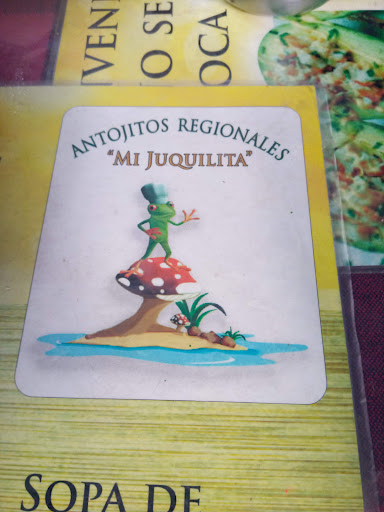 ANTOJITOS REGIONALES
"MI JUQUILITA"
SOPA DE